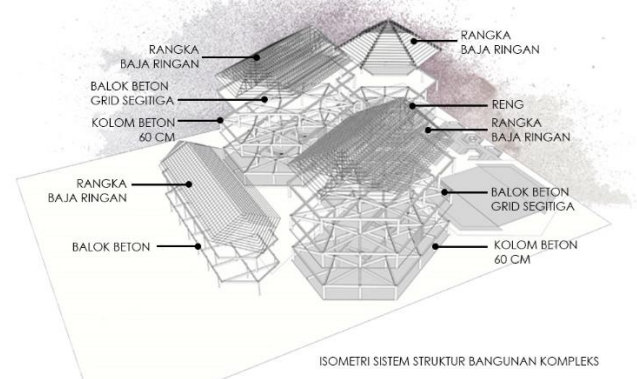 RANGKA
BAJA RINGAN
RANGKA
BAJA RINGAN
BALOK BETON
GRID SEGITIGA
KOLOM BETON
60 CM
RENG
RANGKA
BAJA RINGAN
RANGKA
BAJA RINGAN
BALOK BETON
GRID SEGITIGA
BALOK BETON
KOLOM BETON
60 CM
ISOMETRI SISTEM STRUKTUR BANGUNAN KOMPLEKS